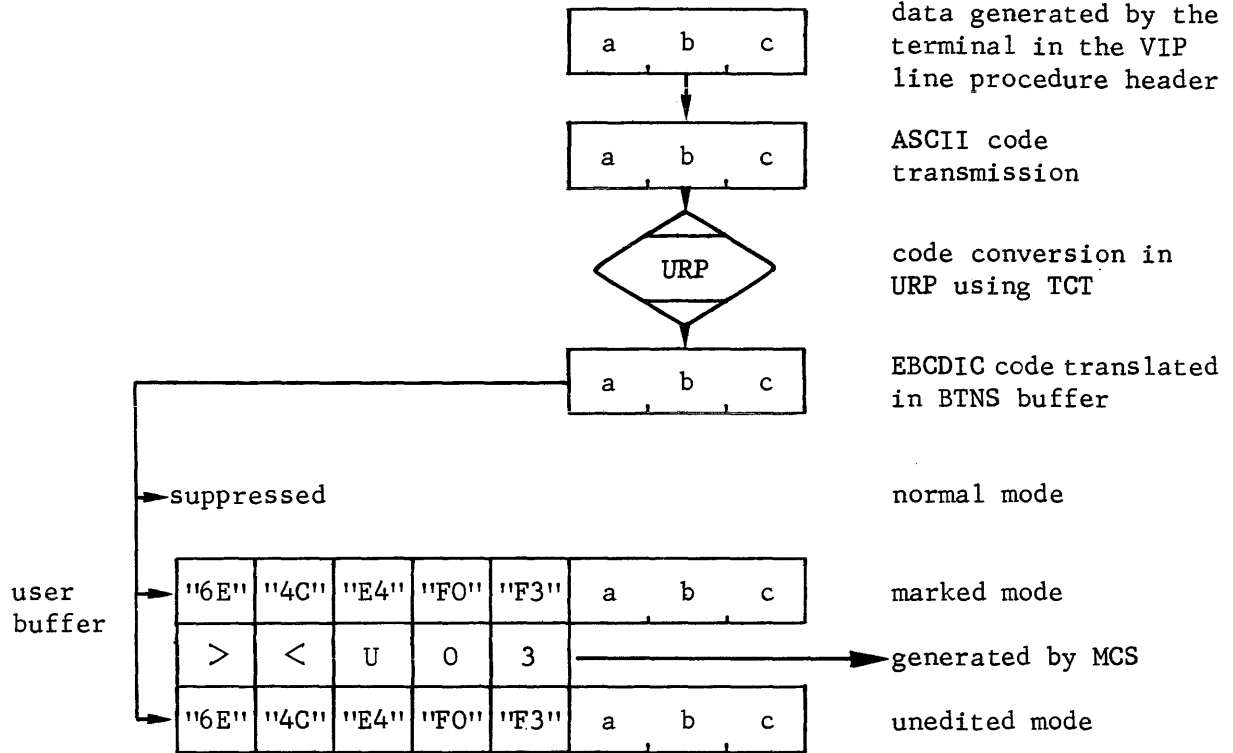 data generated by the
a b c terminal in the VIP
line procedure header
ASCII code
a b c
transmission
code conversion in
URP
URP using TCT
EBCDIC code translated
a b c
in BTNS buffer
suppressed normal mode
user "6E" "4C" "E4" "F0" "F3" a b c marked mode
buffer
> < U 0 3 generated by MCS
"6E" "4C" "E4" "F0" "F3" a b c unedited mode